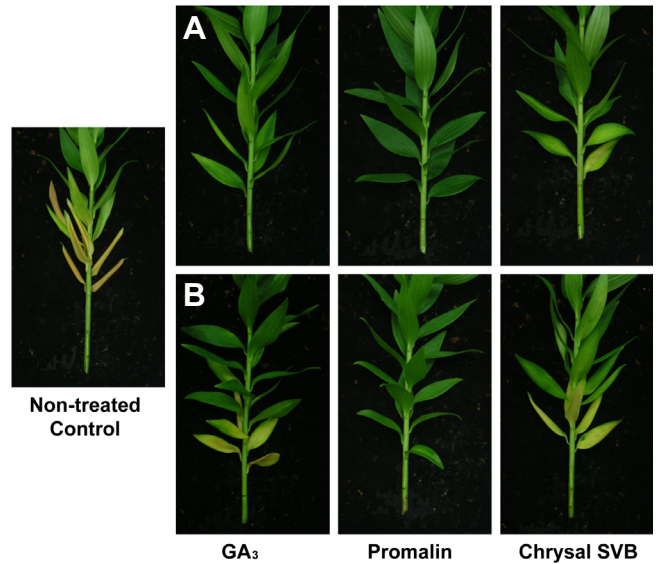 A
B
Non-treated
Control
GA₃
Promalin
Chrysal SVB